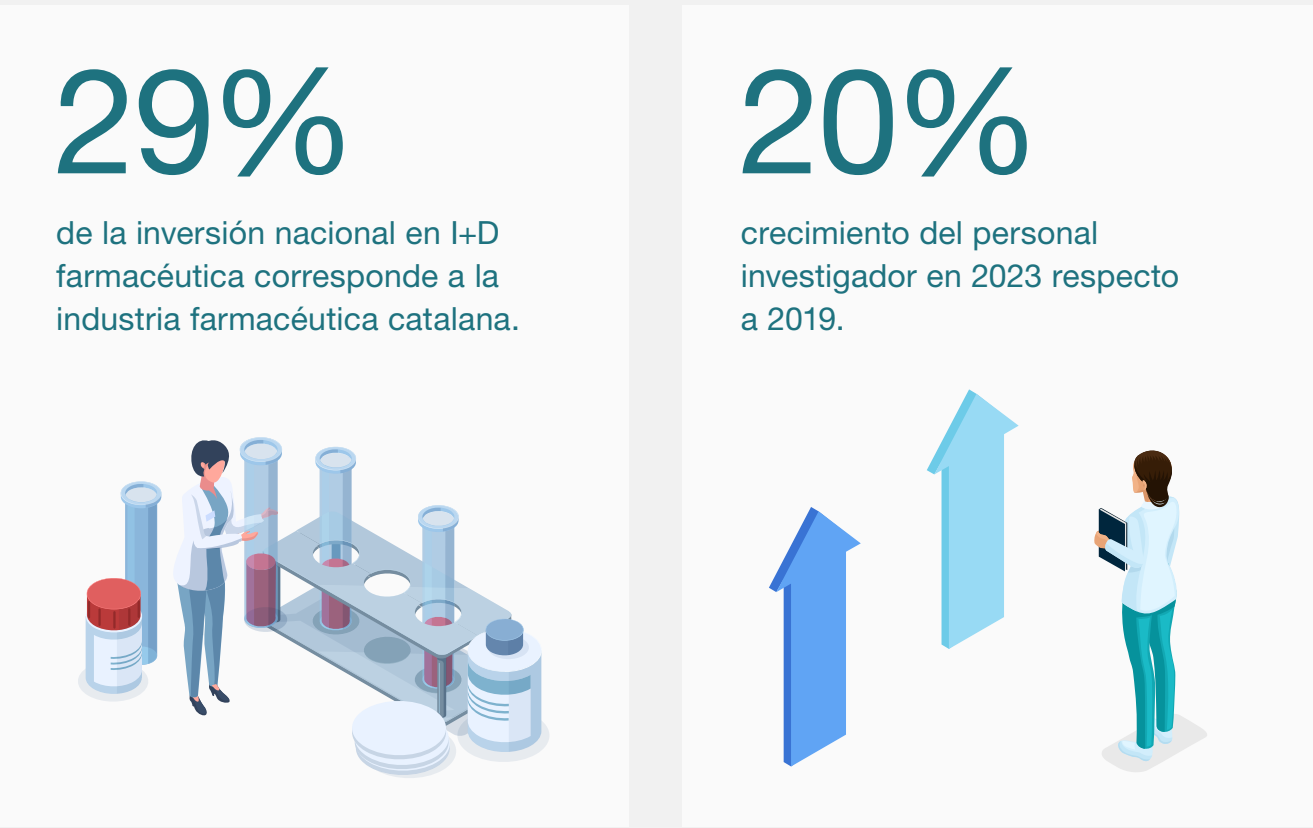 29%
de la inversión nacional en I+D
farmacéutica corresponde a la
industria farmacéutica catalana.
20%
crecimiento del personal
investigador en 2023 respecto
a 2019.